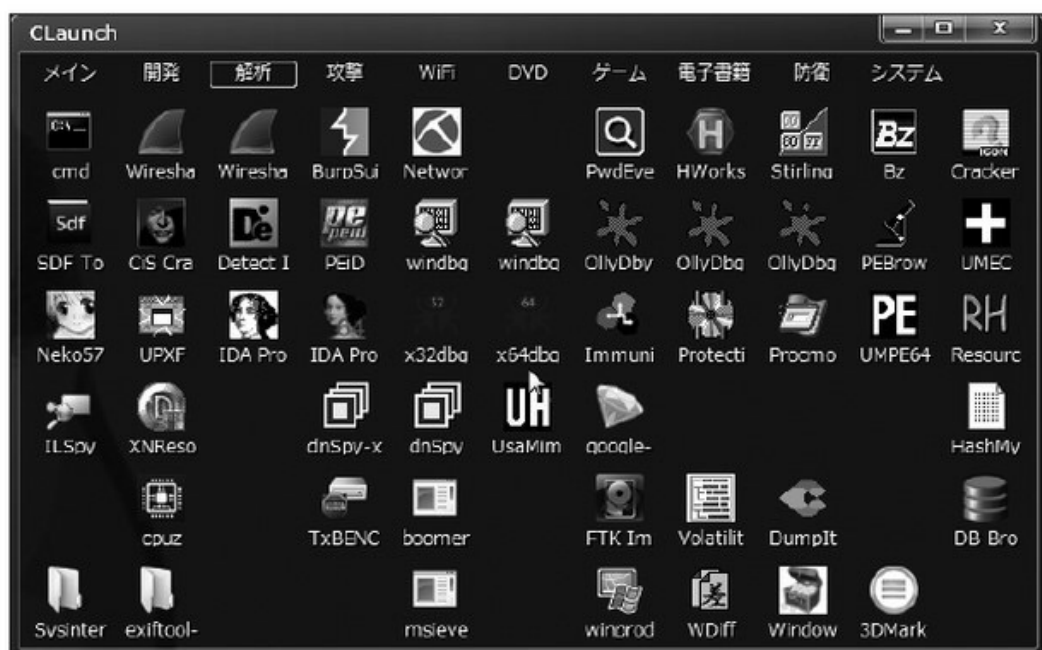 CLaunch
メイン 開発 解析 攻撃 WiFi DVD ゲーム 電子書籍 防衛 システム
cmd Wiresha Wiresha BurpSui Networ PwdEye HWorks Stirling Bz Cracker
SDF To CiS Cra Detect I PEiD windbg windbg OllyDby OllyDbg OllyDbg PEBrow UMEC
Neko57 UPXF IDA Pro IDA Pro x32dbg x64dbg Immuni Protecti Procmo UMPE64 Resourc
ILSpy XNReso dnSpy-x dnSpy UsaMim google- HashMy
cpuz TxBENC boomer FTK Im Volatilit DumpIt DB Bro
Sysinter exiftool- msieve winprod WDiff Window 3DMark